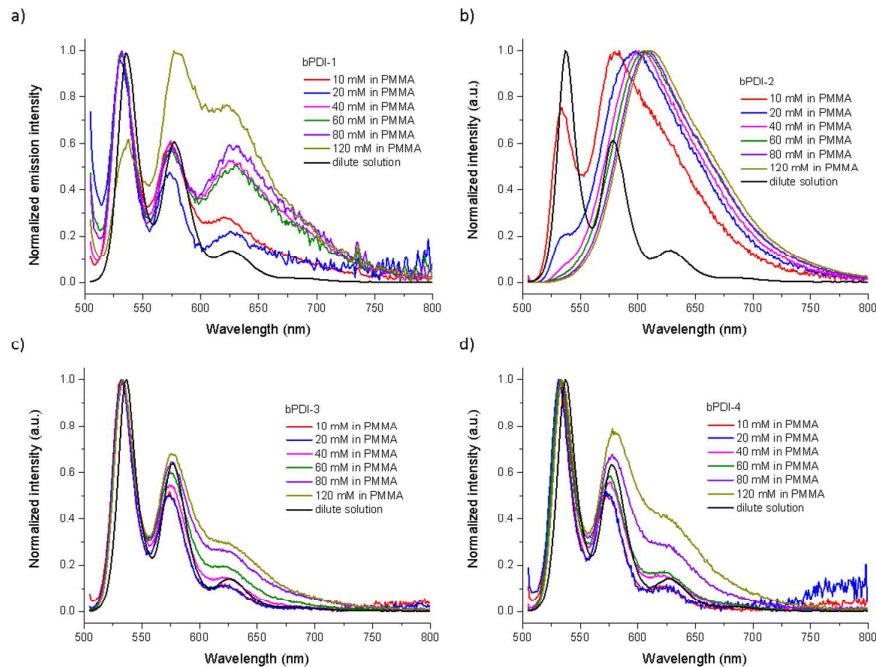 a)
Normalized emission intensity
1.0
0.8
0.6
0.4
0.2
0.0
bPDI-1
10 mM in PMMA
20 mM in PMMA
40 mM in PMMA
60 mM in PMMA
80 mM in PMMA
120 mM in PMMA
dilute solution
500 550 600 650 700 750 800
Wavelength (nm)
b)
Normalized intensity (a.u.)
1.0
0.8
0.6
0.4
0.2
0.0
bPDI-2
10 mM in PMMA
20 mM in PMMA
40 mM in PMMA
60 mM in PMMA
80 mM in PMMA
120 mM in PMMA
dilute solution
500 550 600 650 700 750 800
Wavelength (nm)
c)
Normalized intensity (a.u.)
1.0
0.8
0.6
0.4
0.2
0.0
bPDI-3
10 mM in PMMA
20 mM in PMMA
40 mM in PMMA
60 mM in PMMA
80 mM in PMMA
120 mM in PMMA
dilute solution
500 550 600 650 700 750 800
Wavelength (nm)
d)
Normalized intensity (a.u.)
1.0
0.8
0.6
0.4
0.2
0.0
bPDI-4
10 mM in PMMA
20 mM in PMMA
40 mM in PMMA
60 mM in PMMA
80 mM in PMMA
120 mM in PMMA
dilute solution
500 550 600 650 700 750 800
Wavelength (nm)